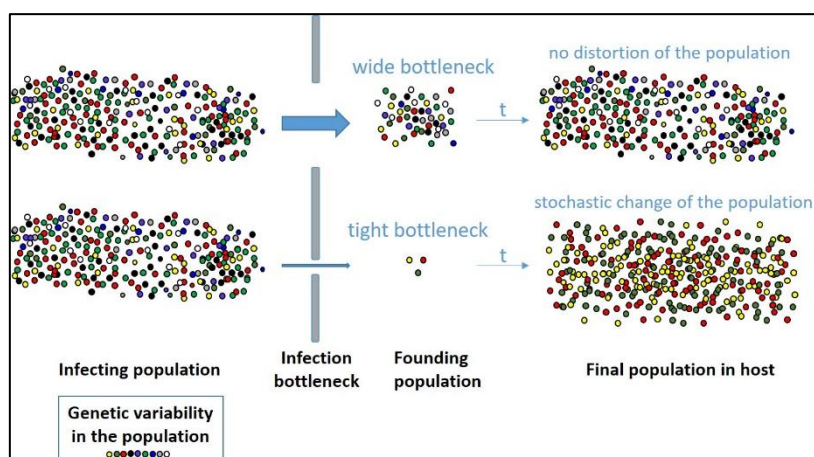 wide bottleneck
no distortion of the population
t
stochastic change of the population
tight bottleneck
t
Infecting population
Infection
bottleneck
Founding
population
Final population in host
Genetic variability
in the population